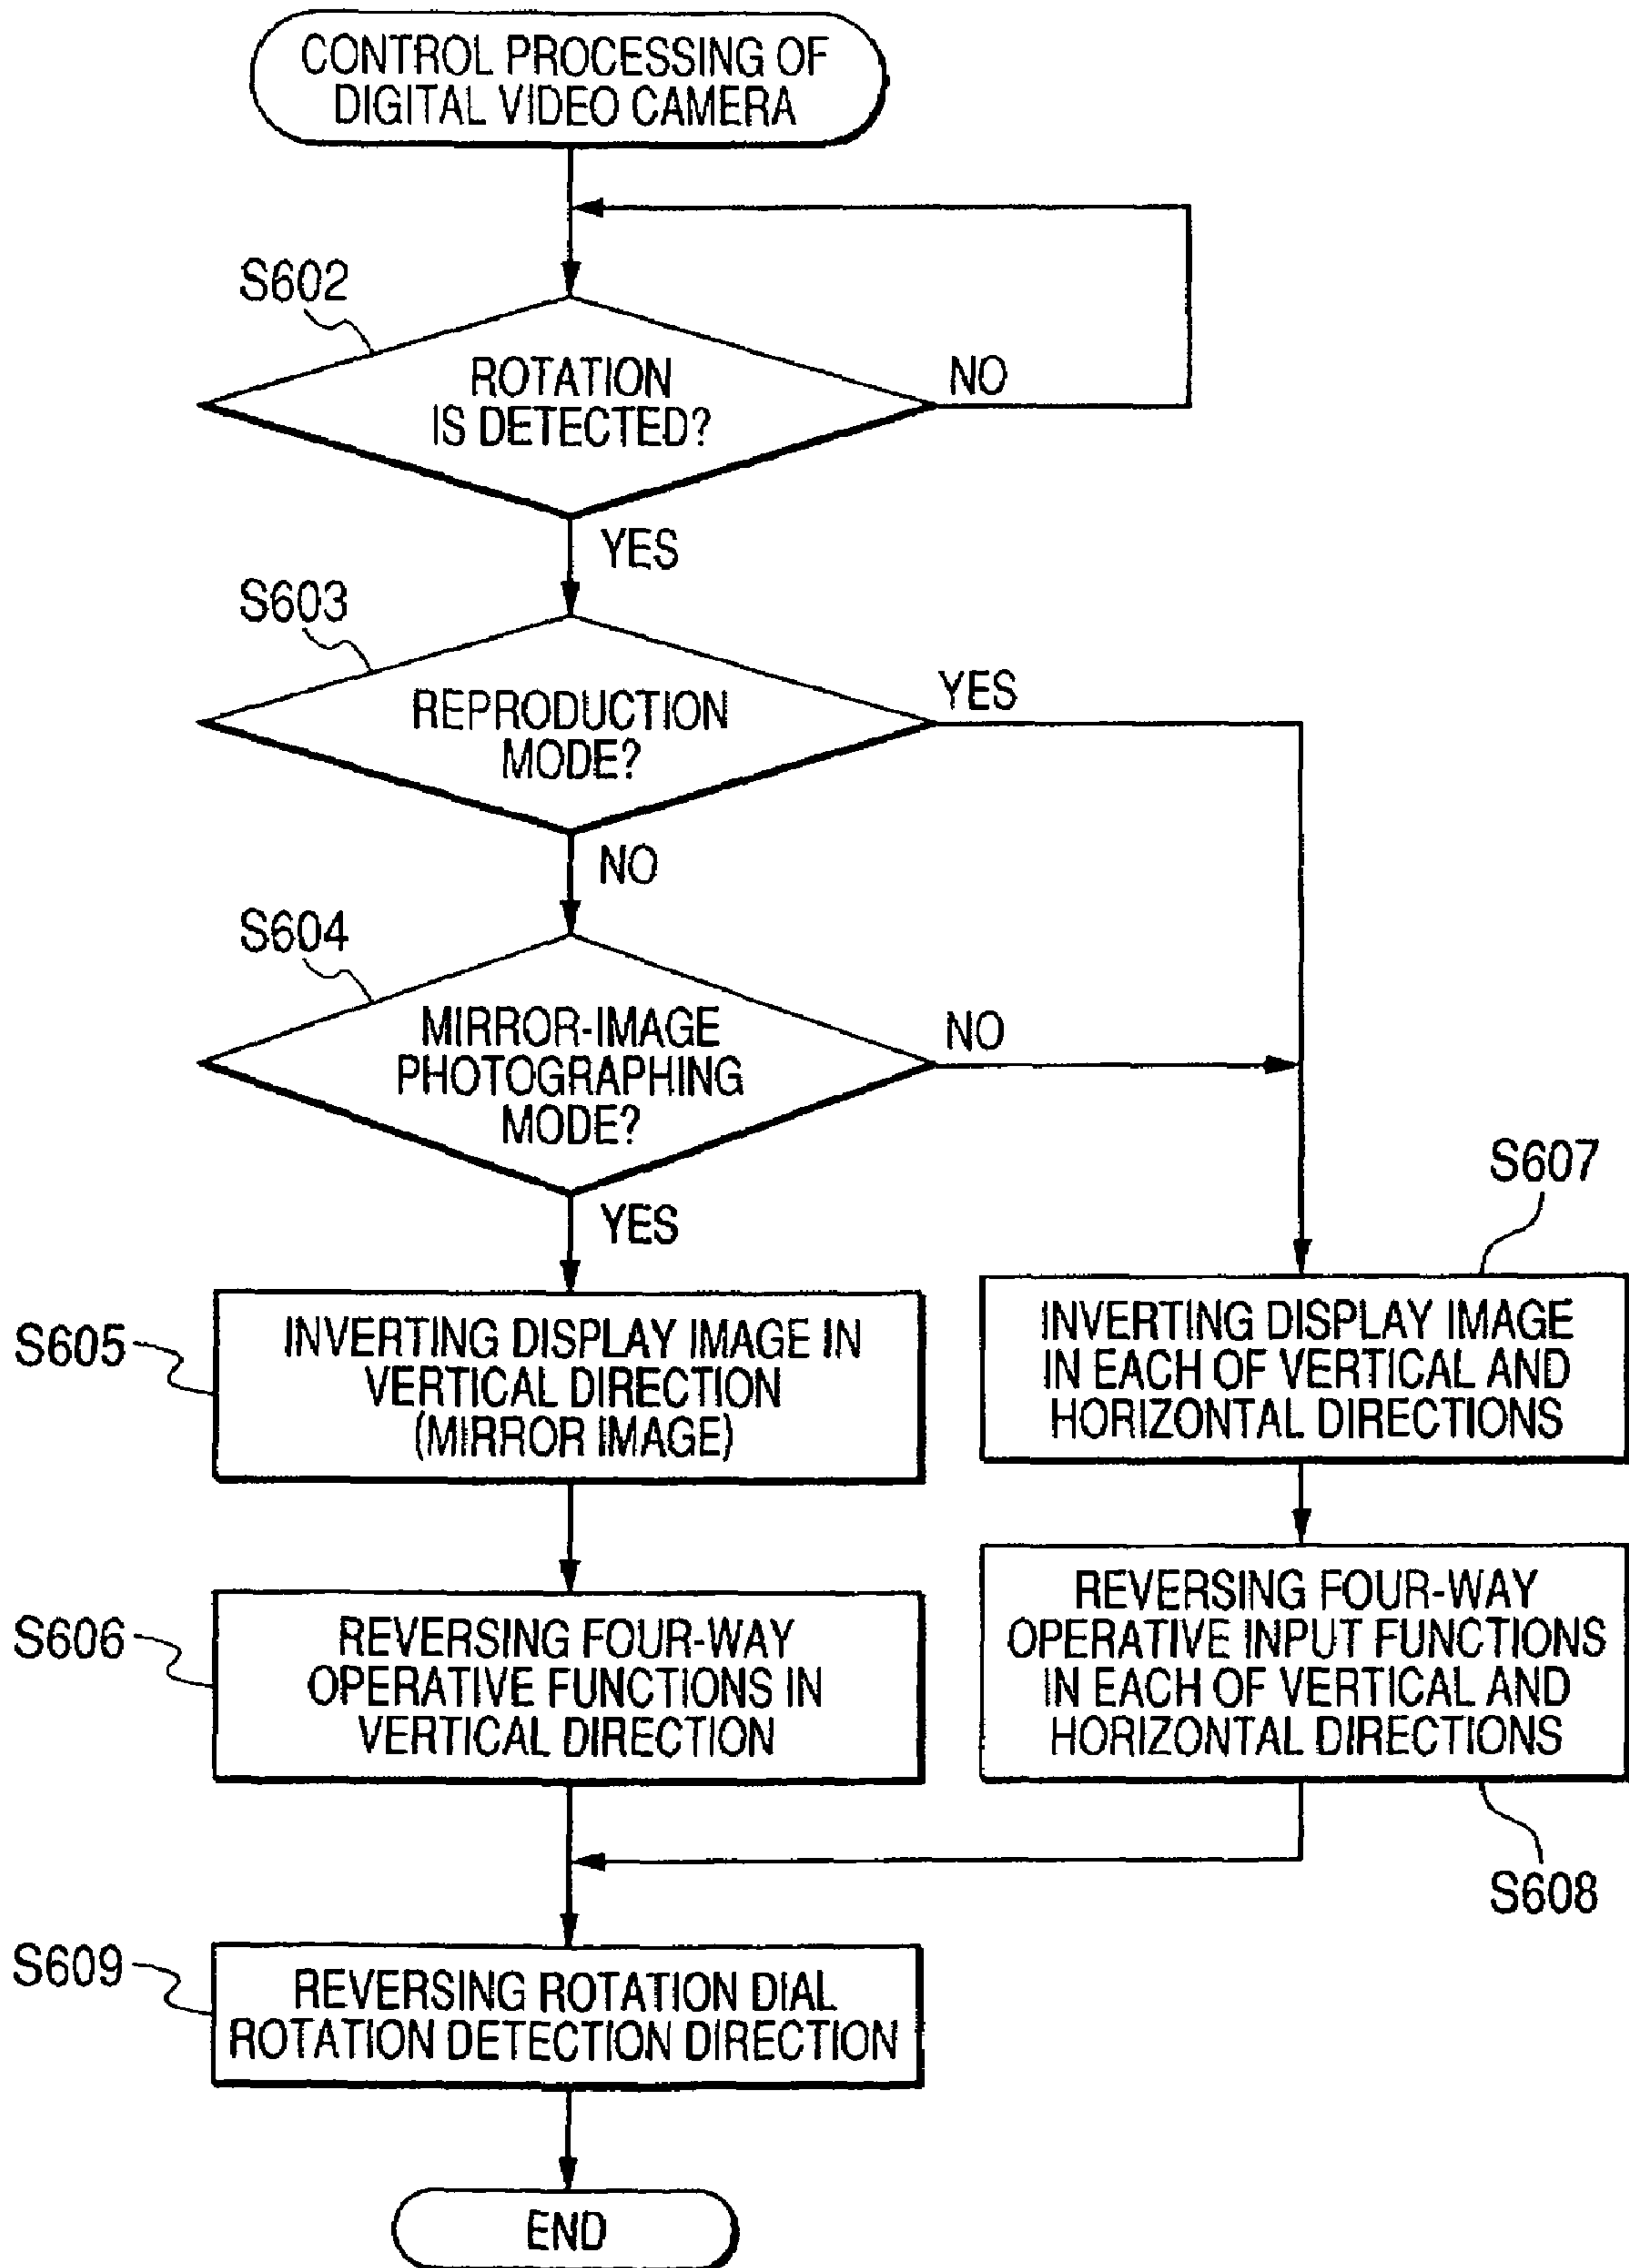 CONTROL PROCESSING OF
DIGITAL VIDEO CAMERA
S602
ROTATION
IS DETECTED?
NO
YES
S603
REPRODUCTION
MODE?
YES
NO
S604
MIRROR-IMAGE
PHOTOGRAPHING
MODE?
NO
YES
S605
INVERTING DISPLAY IMAGE IN
VERTICAL DIRECTION
(MIRROR IMAGE)
S607
INVERTING DISPLAY IMAGE
IN EACH OF VERTICAL AND
HORIZONTAL DIRECTIONS
S606
REVERSING FOUR-WAY
OPERATIVE FUNCTIONS IN
VERTICAL DIRECTION
REVERSING FOUR-WAY
OPERATIVE INPUT FUNCTIONS
IN EACH OF VERTICAL AND
HORIZONTAL DIRECTIONS
S608
S609
REVERSING ROTATION DIAL
ROTATION DETECTION DIRECTION
END